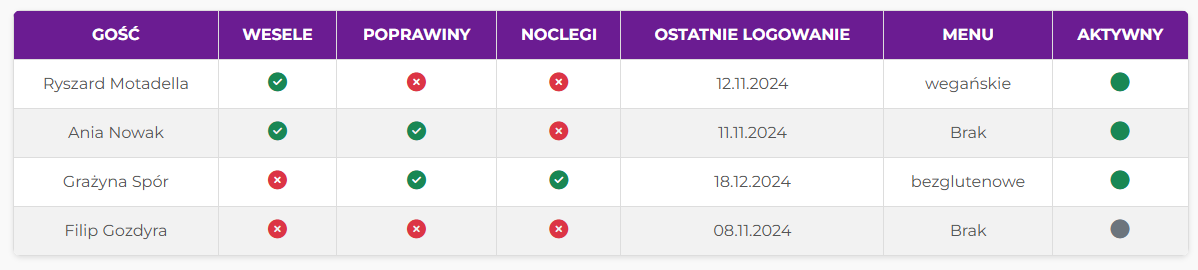 GOŚĆ WESELE POPRAWINY NOCLEGI OSTATNIE LOGOWANIE MENU AKTYWNY
Ryszard Motadella 12.11.2024 wegańskie
Ania Nowak 11.11.2024 Brak
Grażyna Spór 18.12.2024 bezglutenowe
Filip Gozdyra 08.11.2024 Brak